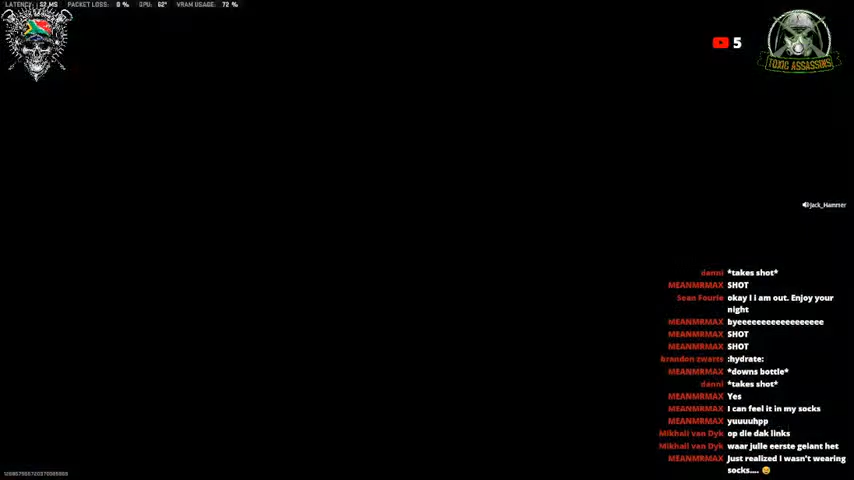 LATENCY: 57 MS PACKET LOSS: 0 % GPU: 62° VRAM USAGE: 72 %
5
TOXIC ASSASSINS
Jack_Hammer
danni *takes shot*
MEANMRMAX SHOT
Sean Fourie okay I i am out. Enjoy your
night
MEANMRMAX byeeeeeeeeeeeeeeeeee
MEANMRMAX SHOT
MEANMRMAX SHOT
brandon zwarts :hydrate:
MEANMRMAX *downs bottle*
danni *takes shot*
MEANMRMAX Yes
MEANMRMAX I can feel it in my socks
MEANMRMAX yuuuuhpp
Mikhail van Dyk op die dak links
Mikhail van Dyk waar julle eerste gelant het
MEANMRMAX Just realized I wasn't wearing
socks.... 😆